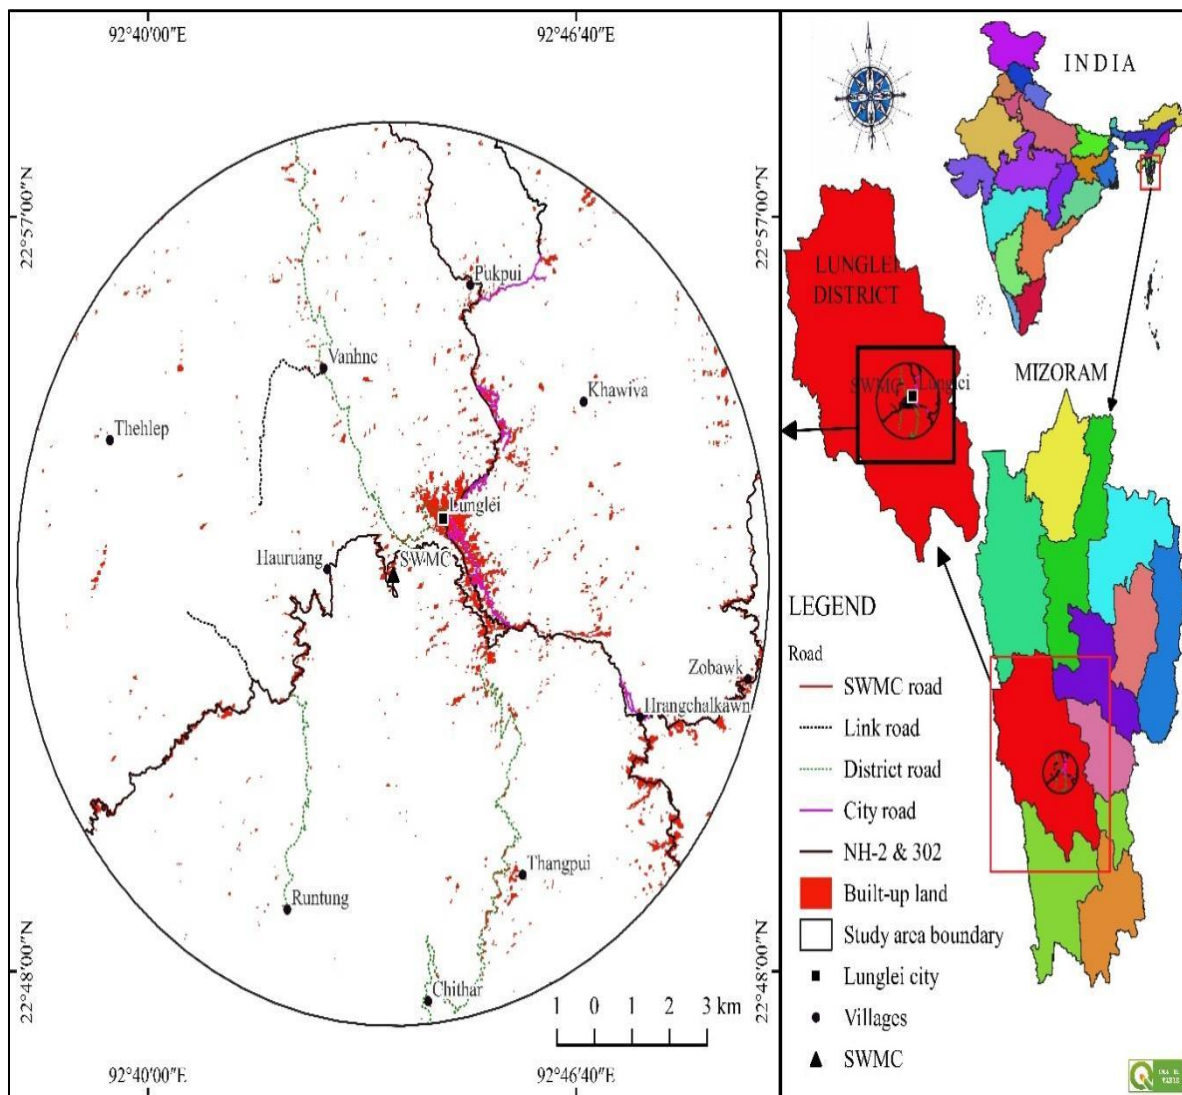 92°40'00"E
92°46'40"E
22°57'00"N
22°57'00"N
Pukpui
Vanhne
Khawiva
Thehlep
Lunglei
Hauruang
SWMC
Zobawk
Hrangchalkawn
Thangpui
Runtung
Chithar
22°48'00"N
22°48'00"N
1 0 1 2 3 km
92°40'00"E
92°46'40"E
INDIA
LUNGLEI
DISTRICT
SWMC
Lunglei
MIZORAM
LEGEND
Road
SWMC road
Link road
District road
City road
NH-2 & 302
Built-up land
Study area boundary
Lunglei city
Villages
SWMC